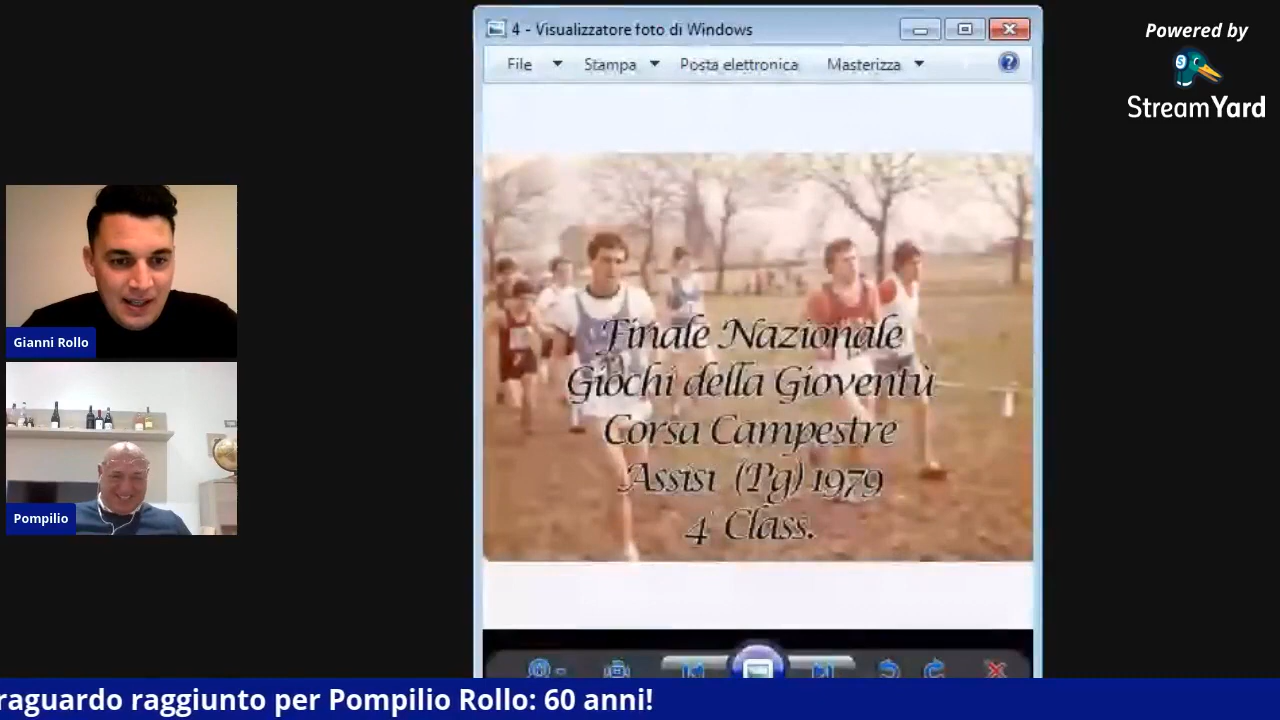 4 - Visualizzatore foto di Windows
File
Stampa
Posta elettronica
Masterizza
Powered by
StreamYard
Gianni Rollo
Pompilio
Finale Nazionale
Giochi della Gioventù
Corsa Campestre
Assisi (Pg) 1979
4 Class.
raguardo raggiunto per Pompilio Rollo: 60 anni!